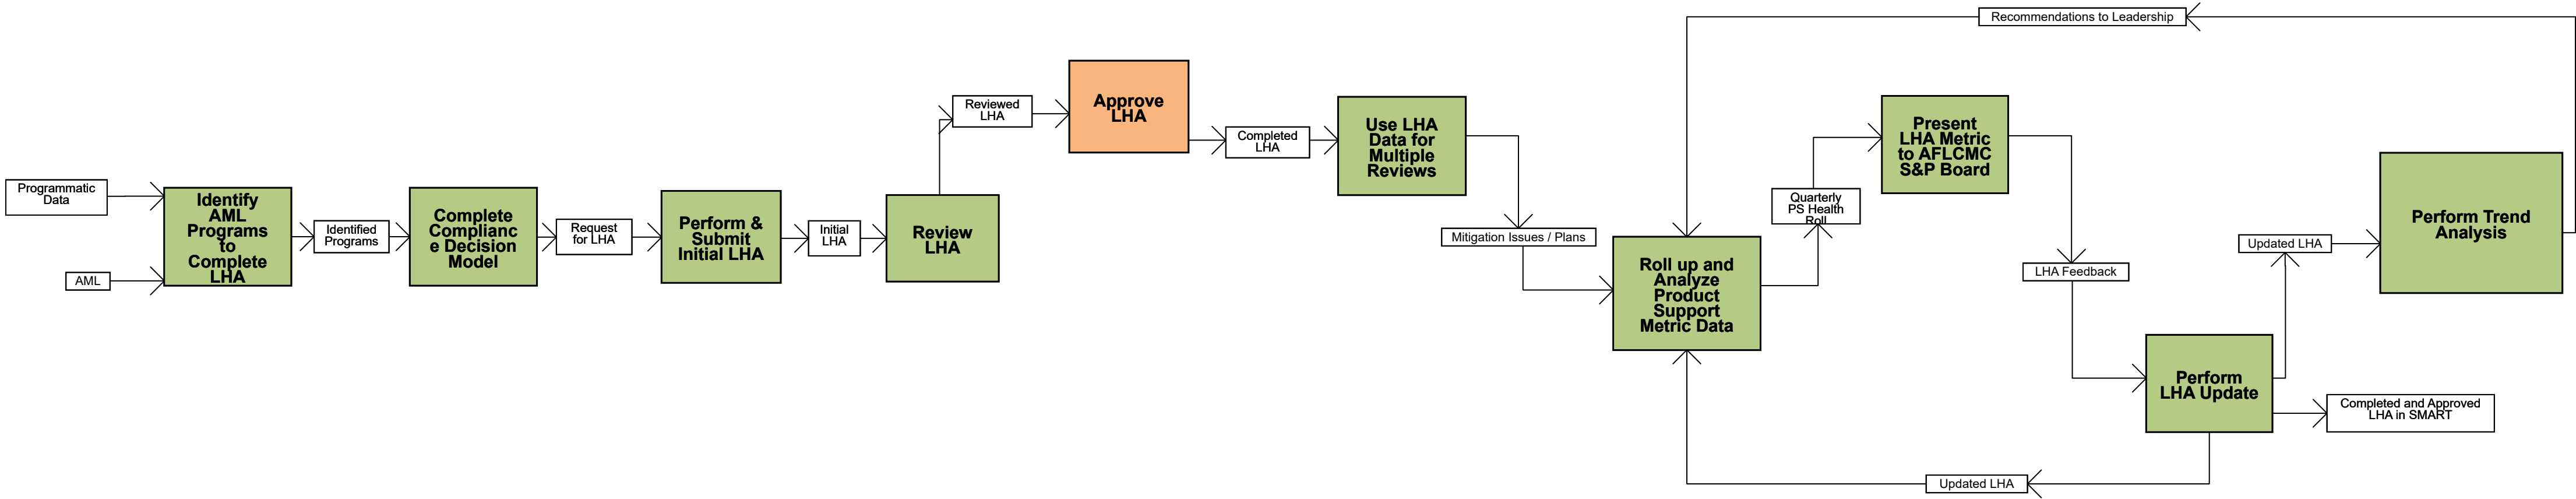 Programmatic
Data
AML
Identify
AML
Programs
to
Complete
LHA
Identified
Programs
Complete
Complianc
e Decision
Model
Request
for LHA
Perform &
Submit
Initial LHA
Initial
LHA
Review
LHA
Reviewed
LHA
Approve
LHA
Completed
LHA
Use LHA
Data for
Multiple
Reviews
Mitigation Issues / Plans
Roll up and
Analyze
Product
Support
Metric Data
Quarterly
PS Health
Roll
Present
LHA Metric
to AFLCMC
S&P Board
LHA Feedback
Perform
LHA Update
Updated LHA
Completed and Approved
LHA in SMART
Updated LHA
Perform Trend
Analysis
Recommendations to Leadership